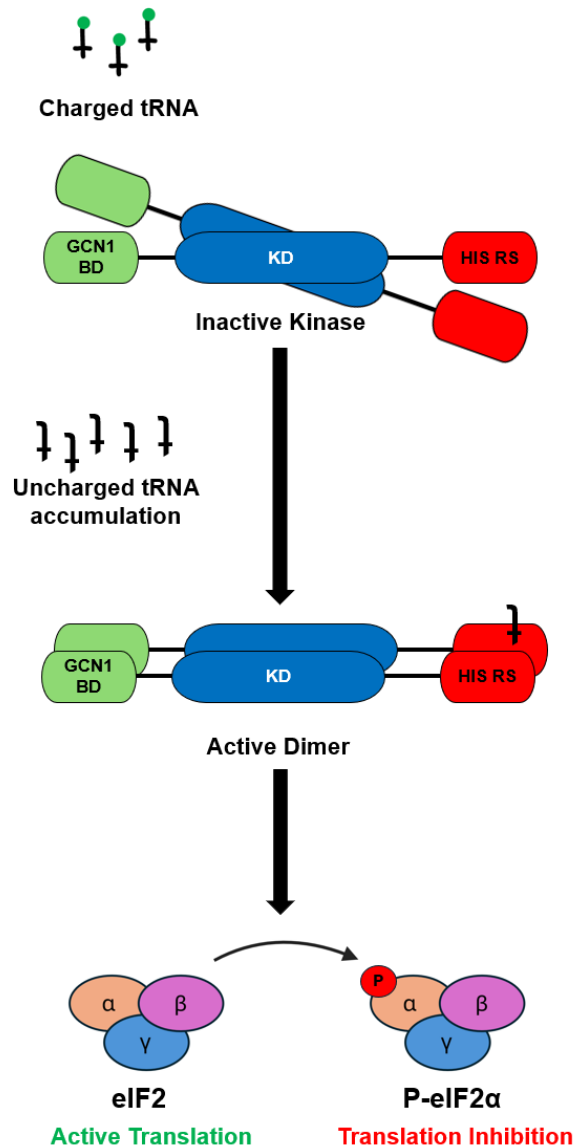 Charged tRNA
GCN1
BD
KD
HIS RS
Inactive Kinase
Uncharged tRNA
accumulation
GCN1
BD
KD
HIS RS
Active Dimer
P
α
β
γ
α
β
γ
eIF2
P-eIF2α
Active Translation
Translation Inhibition